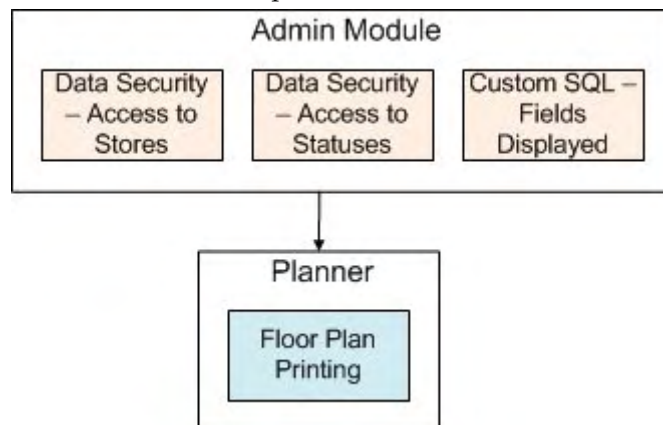 Admin Module
Data Security
– Access to
Stores
Data Security
– Access to
Statuses
Custom SQL –
Fields
Displayed
Planner
Floor Plan
Printing